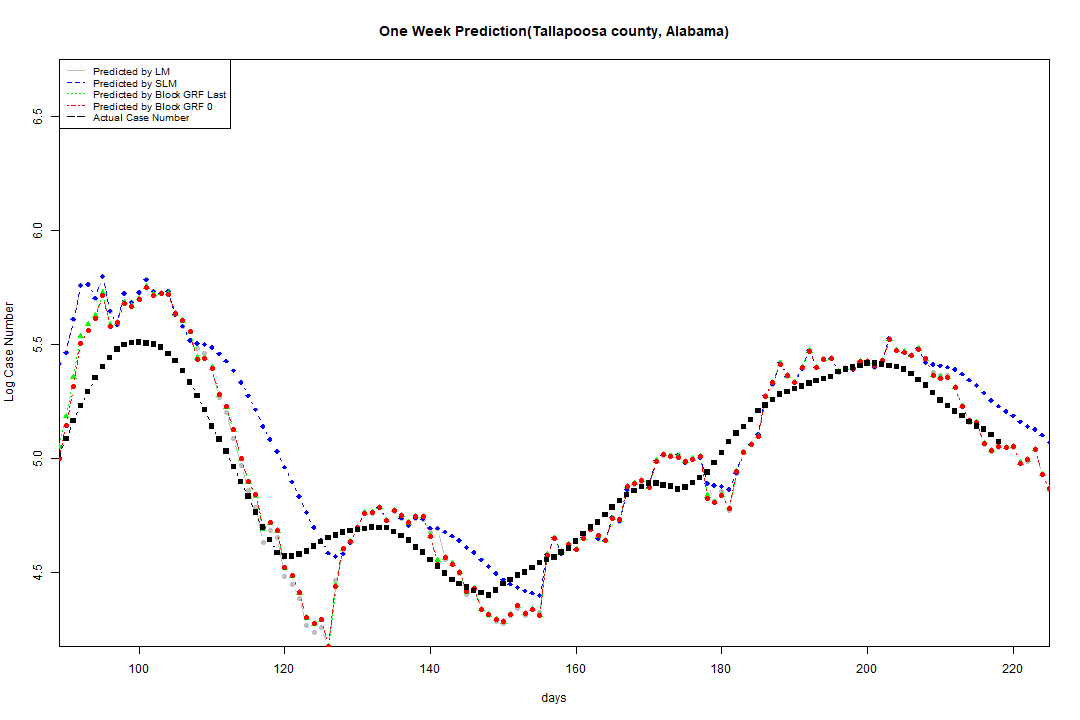 One Week Prediction(Tallapoosa county, Alabama)
Predicted by LM
Predicted by SLM
Predicted by Block GRF Last
Predicted by Block GRF 0
Actual Case Number
6.5
6.0
5.5
5.0
4.5
Log Case Number
100 120 140 160 180 200 220
days